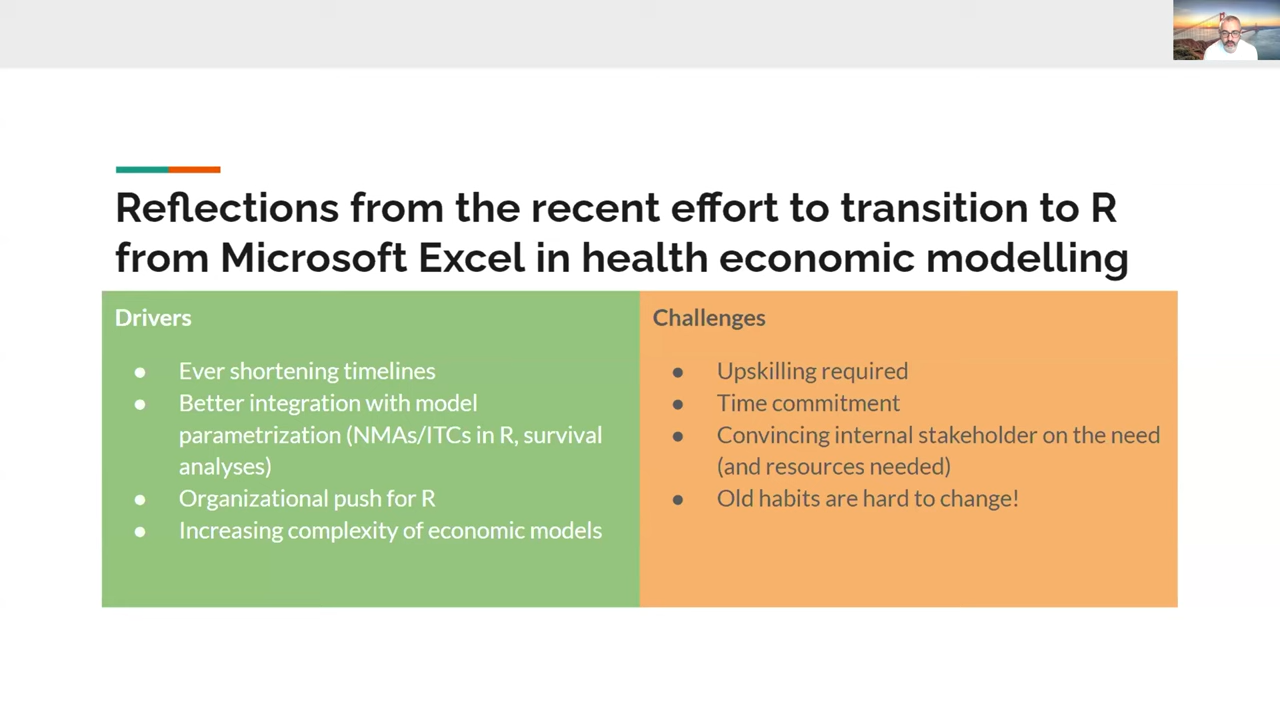 Reflections from the recent effort to transition to R
from Microsoft Excel in health economic modelling
Drivers
● Ever shortening timelines
● Better integration with model
parametrization (NMAs/ITCs in R, survival
analyses)
● Organizational push for R
● Increasing complexity of economic models
Challenges
● Upskilling required
● Time commitment
● Convincing internal stakeholder on the need
(and resources needed)
● Old habits are hard to change!